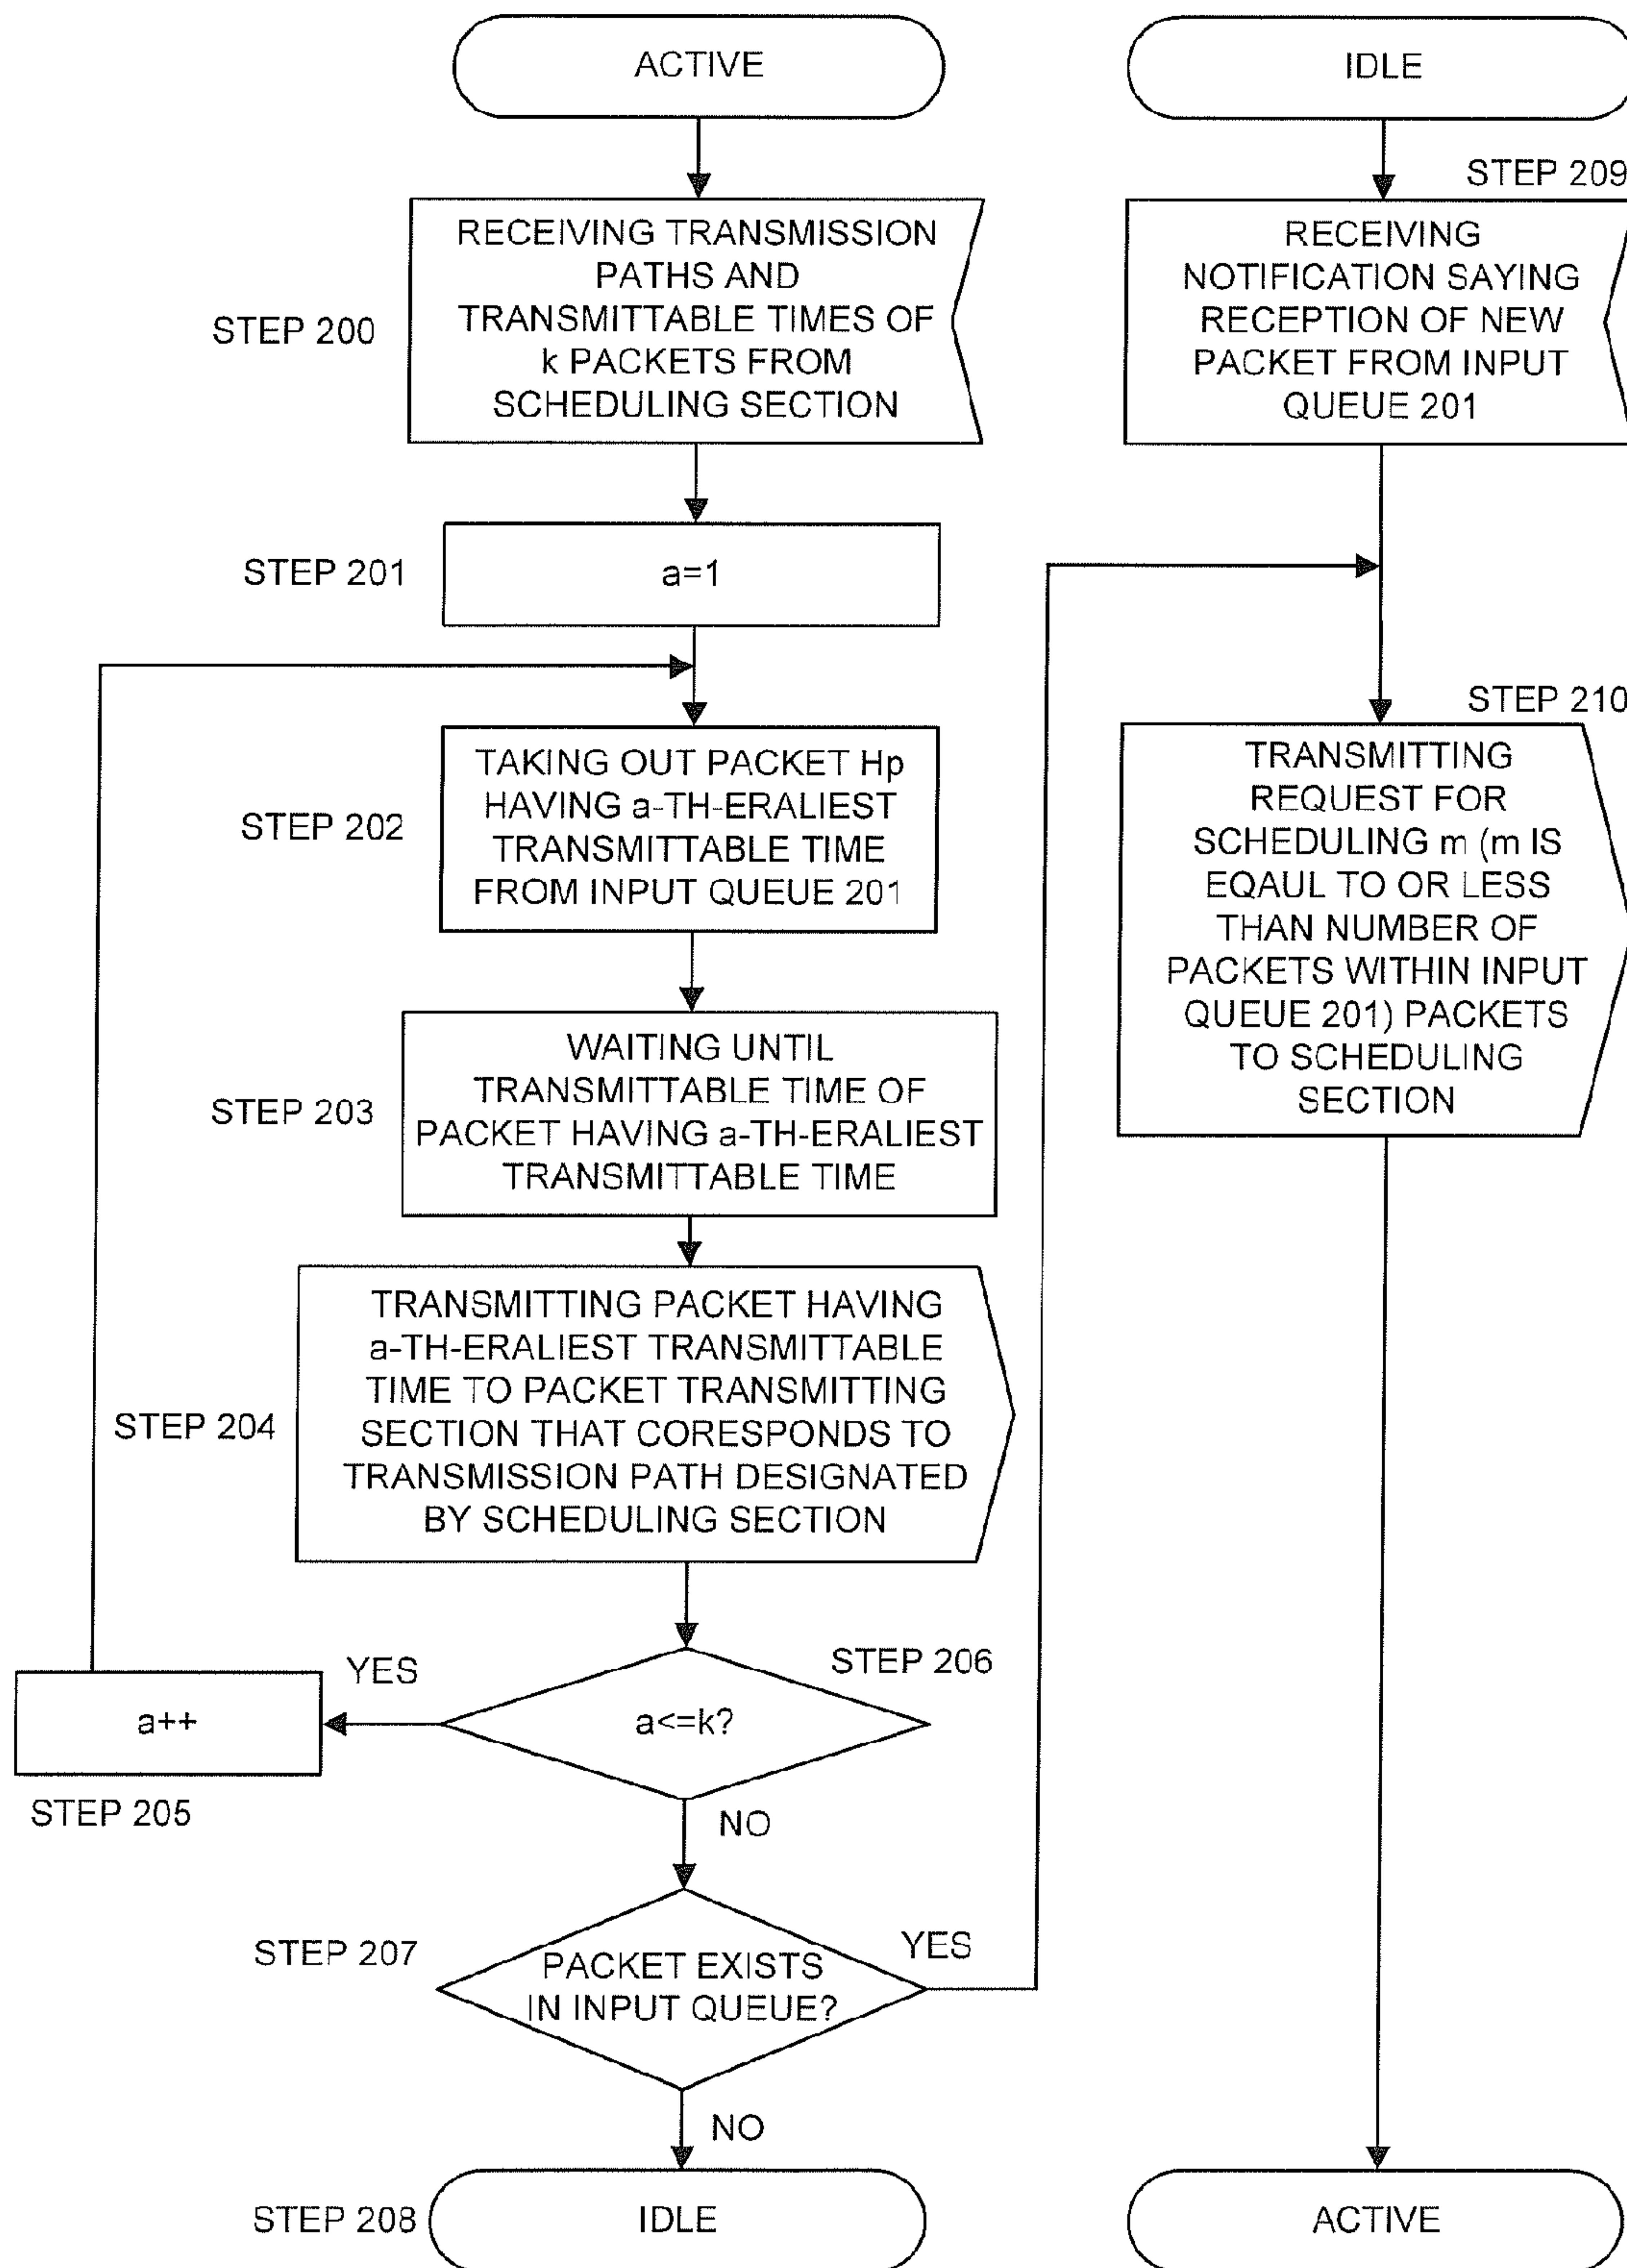 ACTIVE
STEP 200
RECEIVING TRANSMISSION
PATHS AND
TRANSMITTABLE TIMES OF
k PACKETS FROM
SCHEDULING SECTION
STEP 201
a=1
STEP 202
TAKING OUT PACKET Hp
HAVING a-TH-ERALIEST
TRANSMITTABLE TIME
FROM INPUT QUEUE 201
STEP 203
WAITING UNTIL
TRANSMITTABLE TIME OF
PACKET HAVING a-TH-ERALIEST
TRANSMITTABLE TIME
STEP 204
TRANSMITTING PACKET HAVING
a-TH-ERALIEST TRANSMITTABLE
TIME TO PACKET TRANSMITTING
SECTION THAT CORESPONDS TO
TRANSMISSION PATH DESIGNATED
BY SCHEDULING SECTION
STEP 206
a<=k?
YES
a++
STEP 205
NO
STEP 207
PACKET EXISTS
IN INPUT QUEUE?
YES
NO
STEP 208
IDLE
IDLE
STEP 209
RECEIVING
NOTIFICATION SAYING
RECEPTION OF NEW
PACKET FROM INPUT
QUEUE 201
STEP 210
TRANSMITTING
REQUEST FOR
SCHEDULING m (m IS
EQAUL TO OR LESS
THAN NUMBER OF
PACKETS WITHIN INPUT
QUEUE 201) PACKETS
TO SCHEDULING
SECTION
ACTIVE